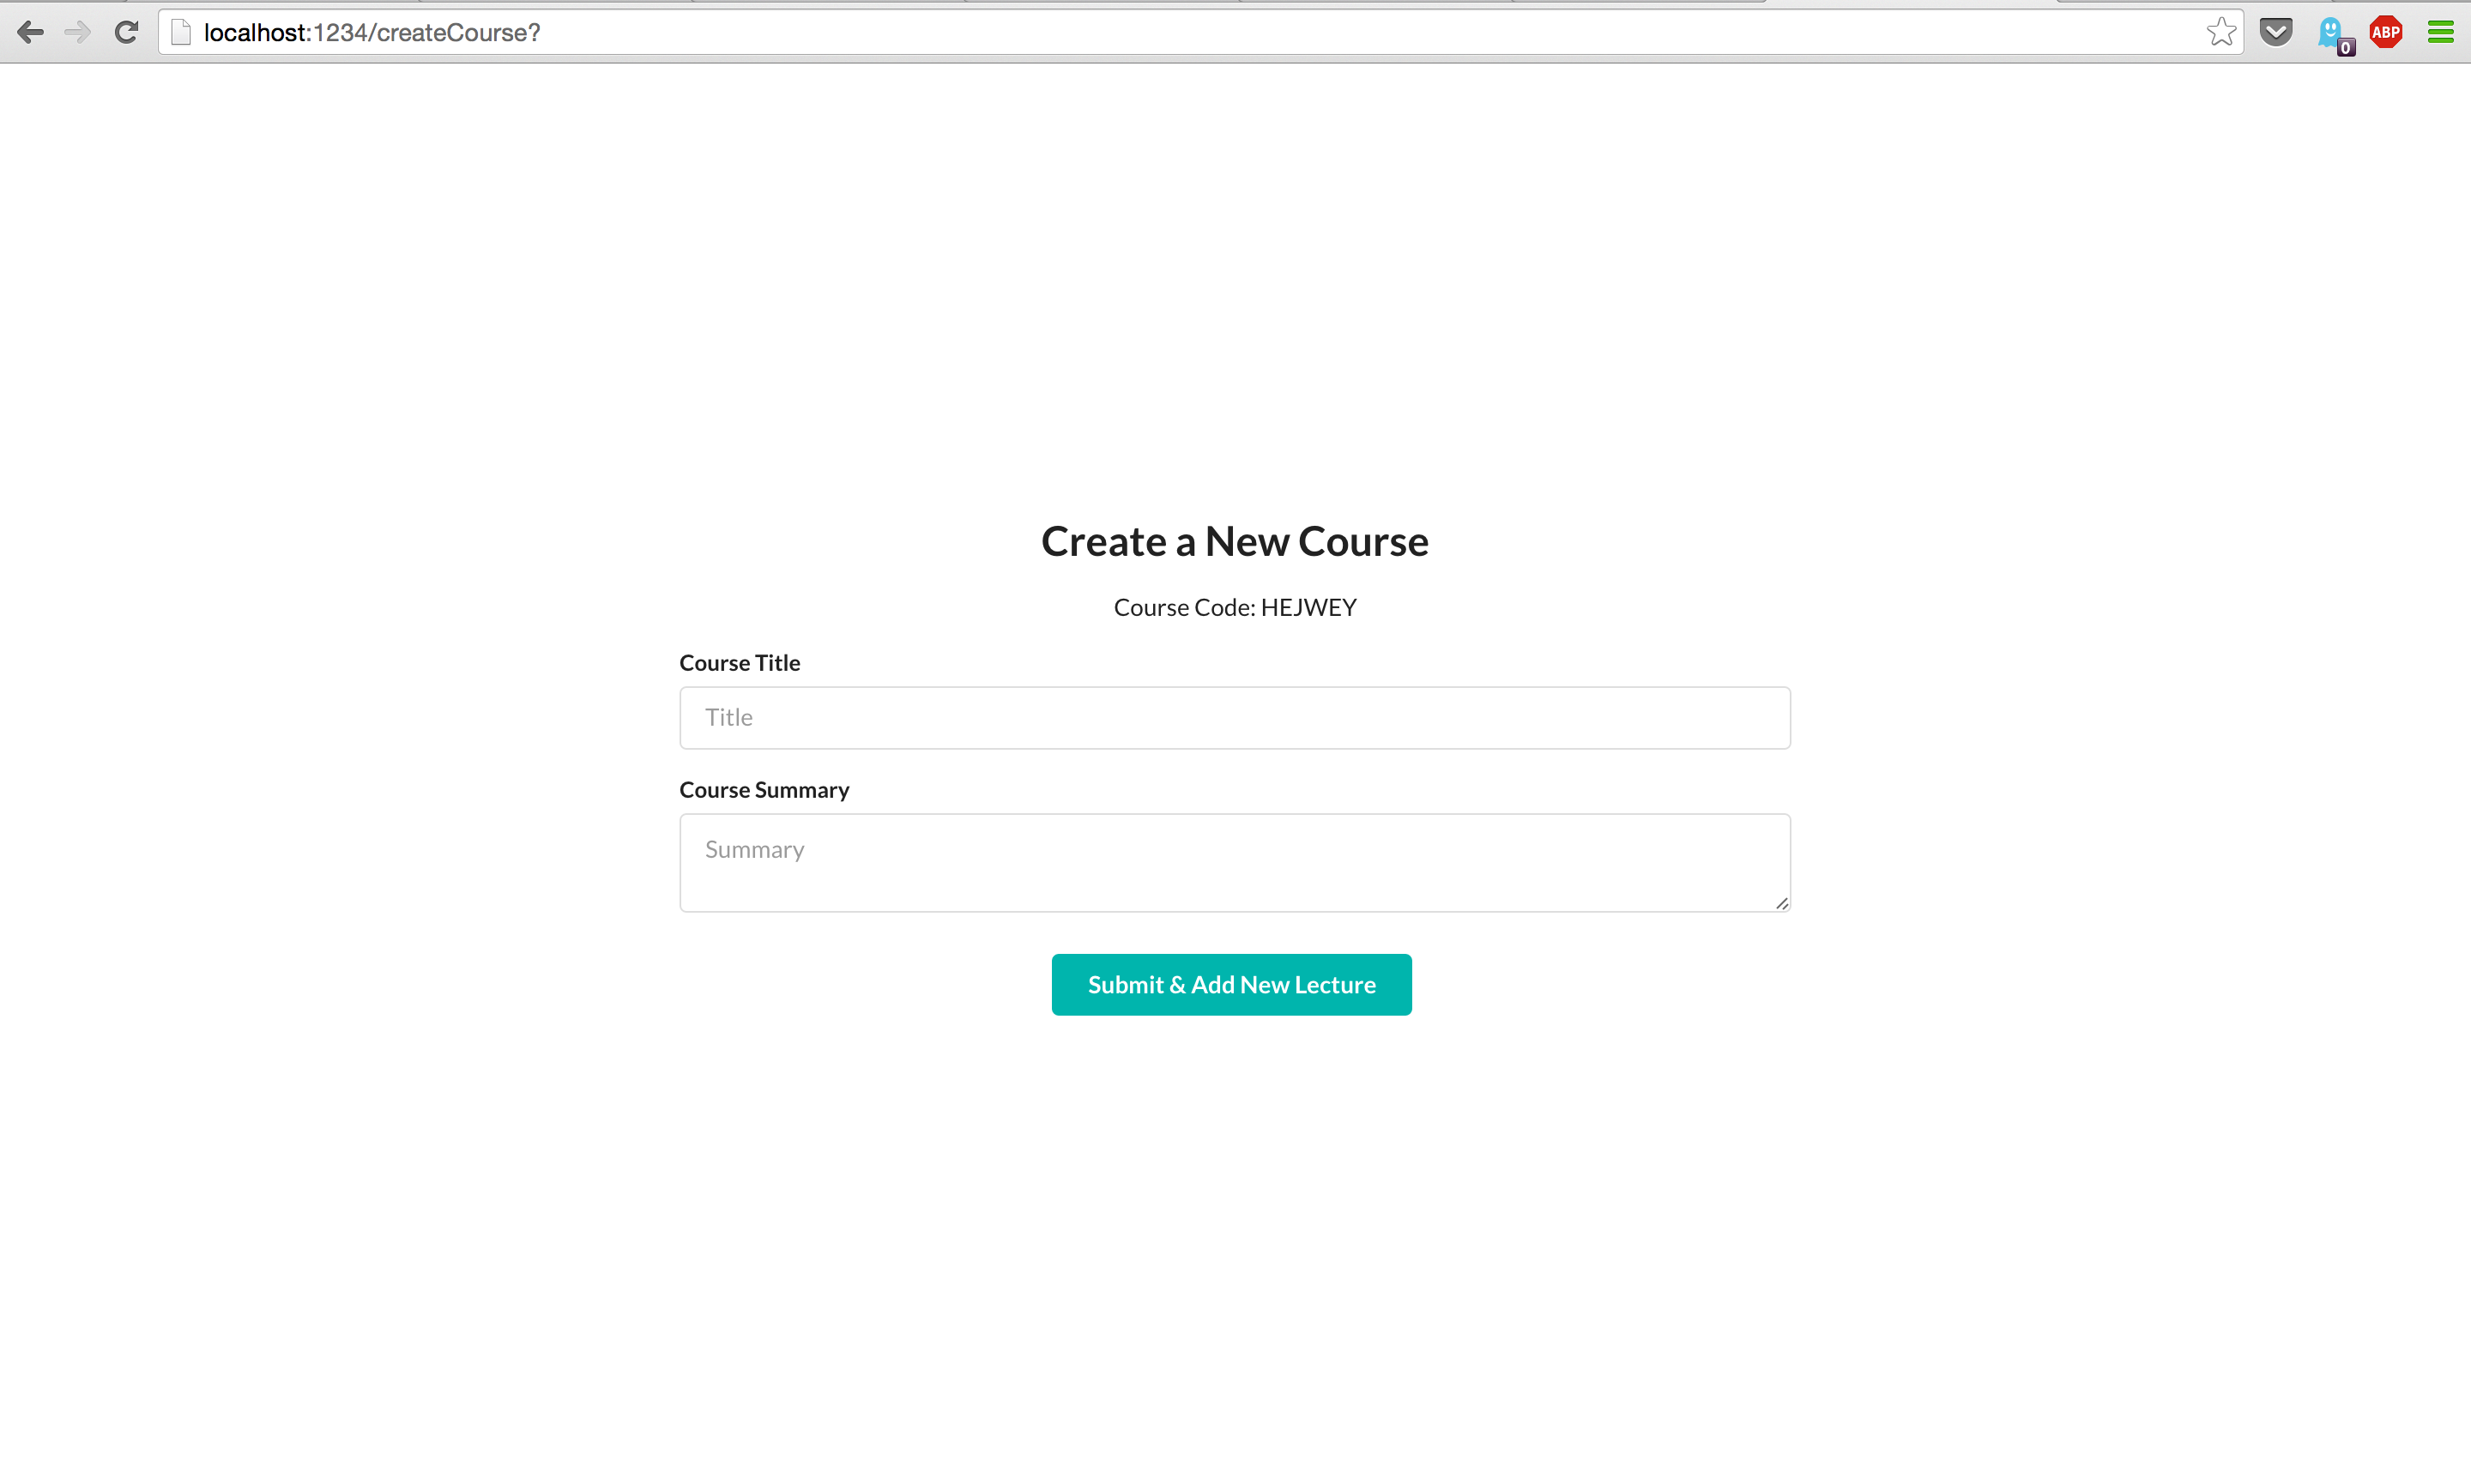 localhost:1234/createCourse?
0
ABP
Create a New Course
Course Code: HEJWEY
Course Title
Title
Course Summary
Summary
Submit & Add New Lecture